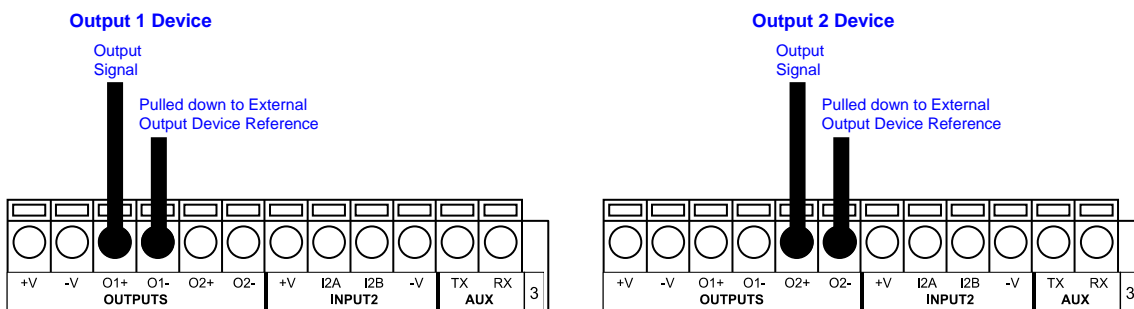 Output 1 Device
Output
Signal
Pulled down to External
Output Device Reference
+V -V O1+ O1- O2+ O2- +V I2A I2B -V TX RX 3
OUTPUTS INPUT2 AUX
Output 2 Device
Output
Signal
Pulled down to External
Output Device Reference
+V -V O1+ O1- O2+ O2- +V I2A I2B -V TX RX 3
OUTPUTS INPUT2 AUX